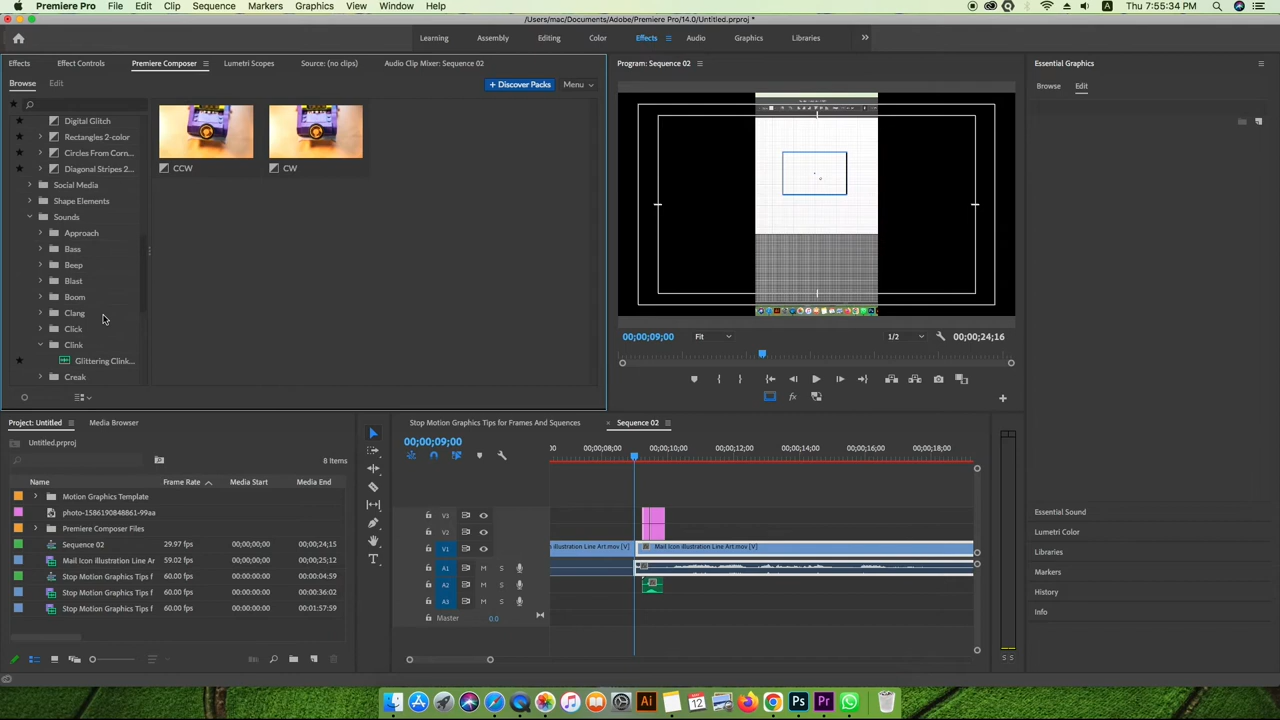 Premiere Pro File Edit Clip Sequence Markers Graphics View Window Help
A Thu 7:55:34 PM
/Users/mac/Documents/Adobe/Premiere Pro/14.0/Untitled.prproj *
Learning Assembly Editing Color Effects Audio Graphics Libraries
Effects Effect Controls Premiere Composer Lumetri Scopes Source: (no clips) Audio Clip Mixer: Sequence 02
Browse Edit
+ Discover Packs Menu
Digital Glitch
Rectangles 2-color
Circles From Corn...
Diagonal Stripes 2...
Social Media
Shape Elements
Sounds
Approach
Bass
Beep
Blast
Boom
Clang
Click
Clink
Glittering Clink...
Creak
CCW CW
Program: Sequence 02
00;00;09;00 Fit 1/2 00;00;24;16
Essential Graphics
Browse Edit
Essential Sound
Lumetri Color
Libraries
Markers
History
Info
Project: Untitled Media Browser
Untitled.prproj
8 Items
Name Frame Rate Media Start Media End
Motion Graphics Template
photo-1586190848861-99aa
Premiere Composer Files
Sequence 02 29.97 fps 00;00;00;00 00;00;24;15
Mail Icon illustration Line Ar 59.02 fps 00;00;00;00 00;00;25;12
Stop Motion Graphics Tips f 60.00 fps 00:00:00:00 00:00:04:59
Stop Motion Graphics Tips f 60.00 fps 00:00:00:00 00:00:36:02
Stop Motion Graphics Tips f 60.00 fps 00:00:00:00 00:01:57:59
Stop Motion Graphics Tips for Frames And Squences × Sequence 02
00;00;09;00
00 00;00;08;00 00;00;10;00 00;00;12;00 00;00;14;00 00;00;16;00 00;00;18;00
V3
V2
V1
A1 M S
A2 M S
A3 M S
Master 0.0
n illustration Line Art.mov [V] Mail Icon illustration Line Art.mov [V]
S S
MAY 12
Ai Ps Pr